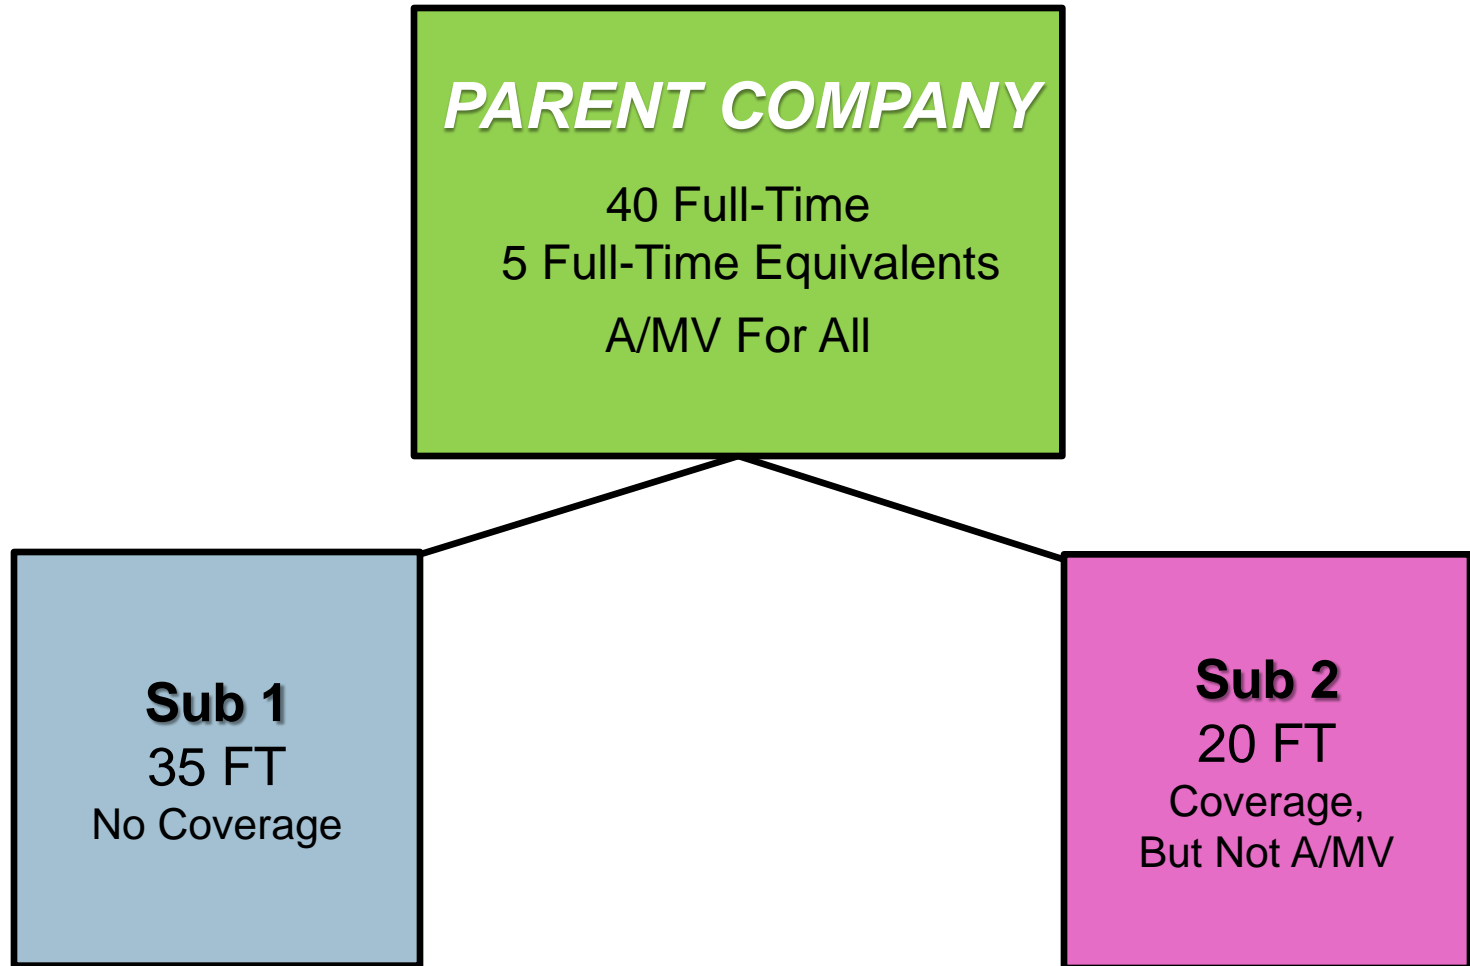 PARENT COMPANY
40 Full-Time
5 Full-Time Equivalents
A/MV For All
Sub 1
35 FT
No Coverage
Sub 2
20 FT
Coverage,
But Not A/MV